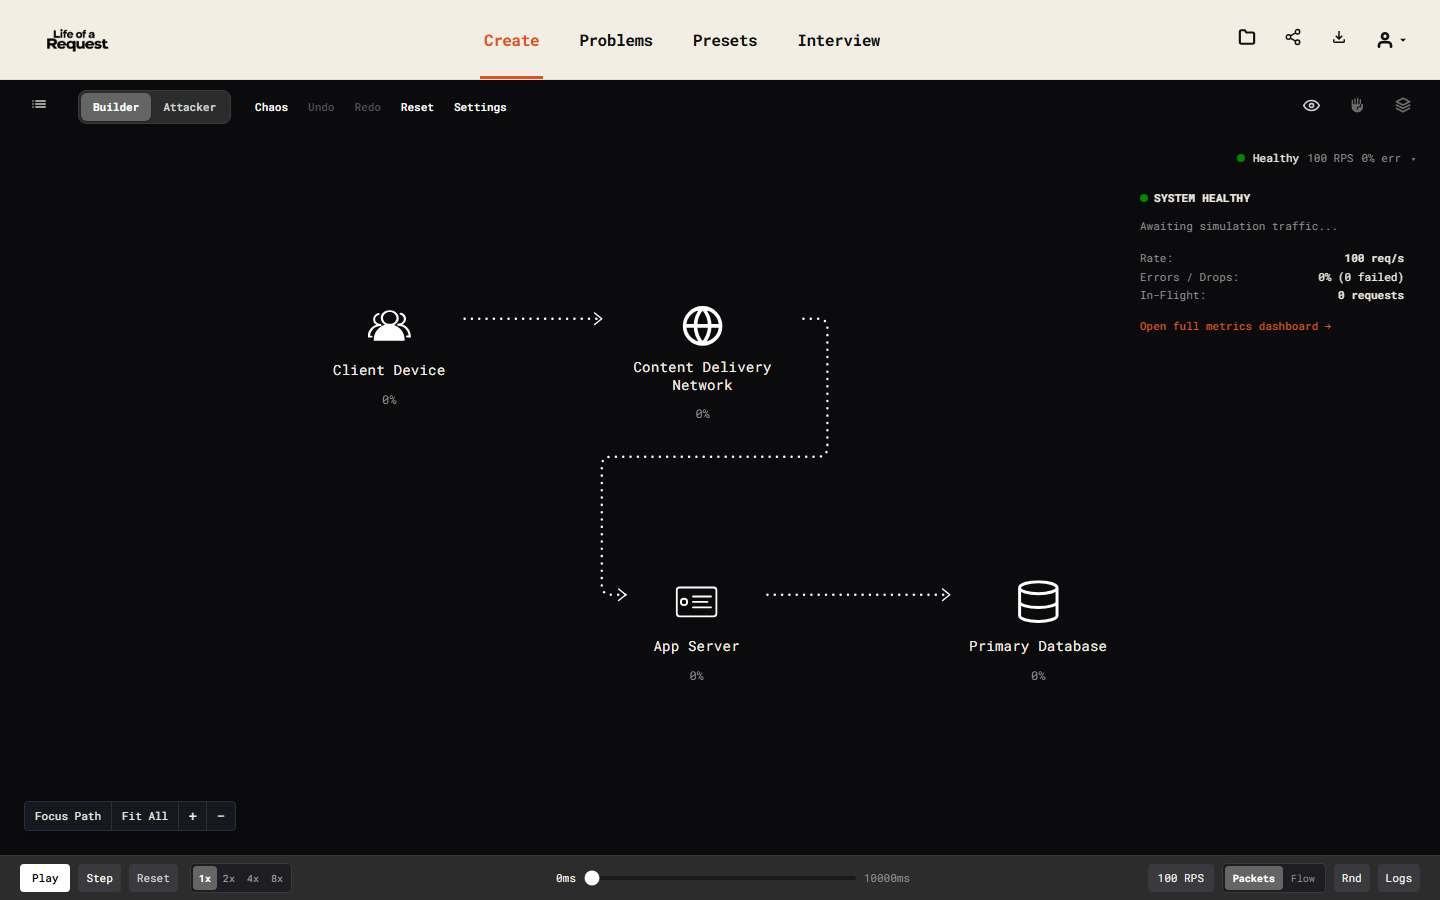 Life of a
Request
Create Problems Presets Interview
Builder Attacker Chaos Undo Redo Reset Settings
Healthy 100 RPS 0% err
SYSTEM HEALTHY
Awaiting simulation traffic...
Rate: 100 req/s
Errors / Drops: 0% (0 failed)
In-Flight: 0 requests
Open full metrics dashboard →
Client Device
0%
Content Delivery
Network
0%
App Server
0%
Primary Database
0%
Focus Path Fit All + −
Play Step Reset 1x 2x 4x 8x 0ms 10000ms 100 RPS Packets Flow Rnd Logs